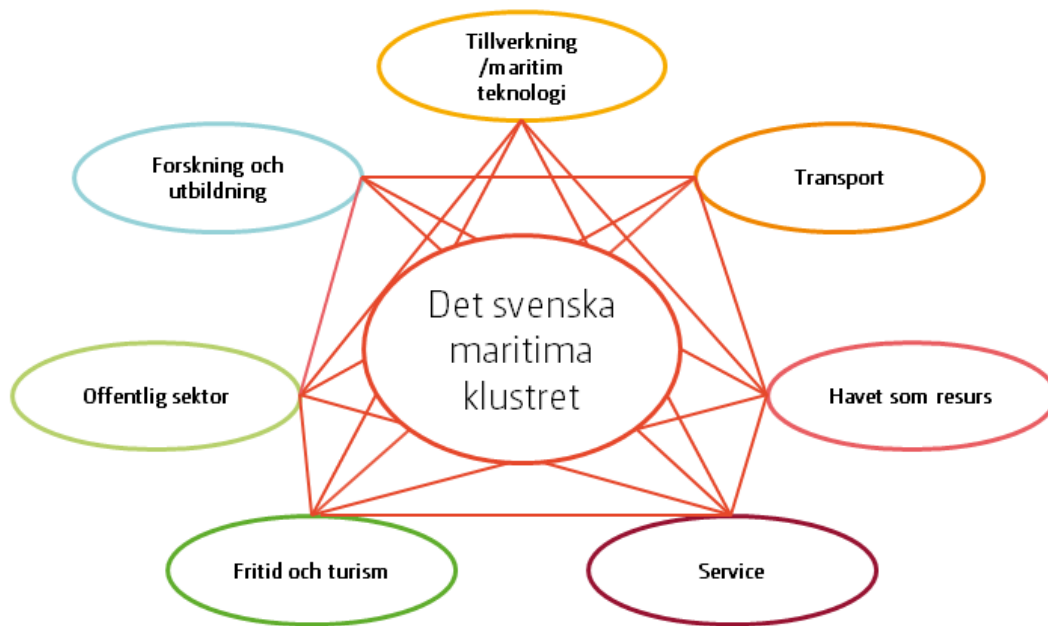 Tillverkning
/maritim
teknologi
Forskning och
utbildning
Transport
Det svenska
maritima
klustret
Offentlig sektor
Havet som resurs
Fritid och turism
Service